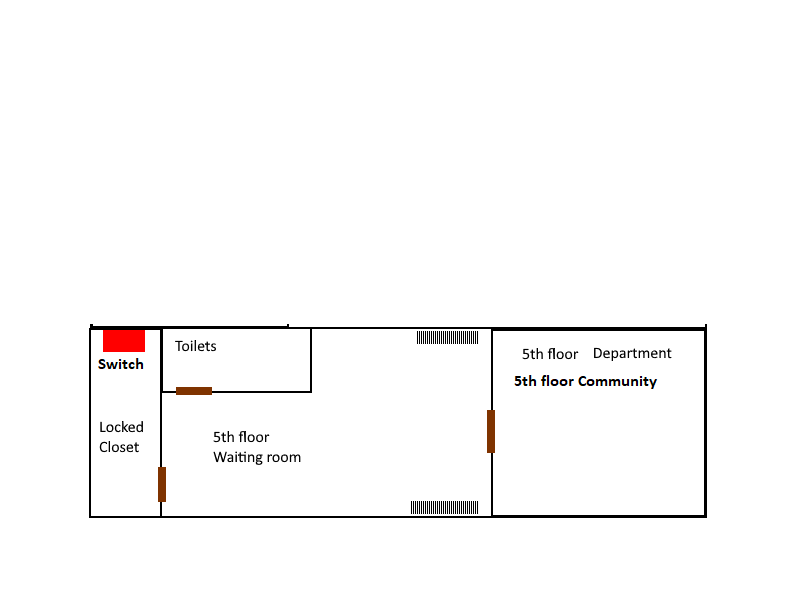 Toilets
Switch
5th floor Department
5th floor Community
Locked
Closet
5th floor
Waiting room